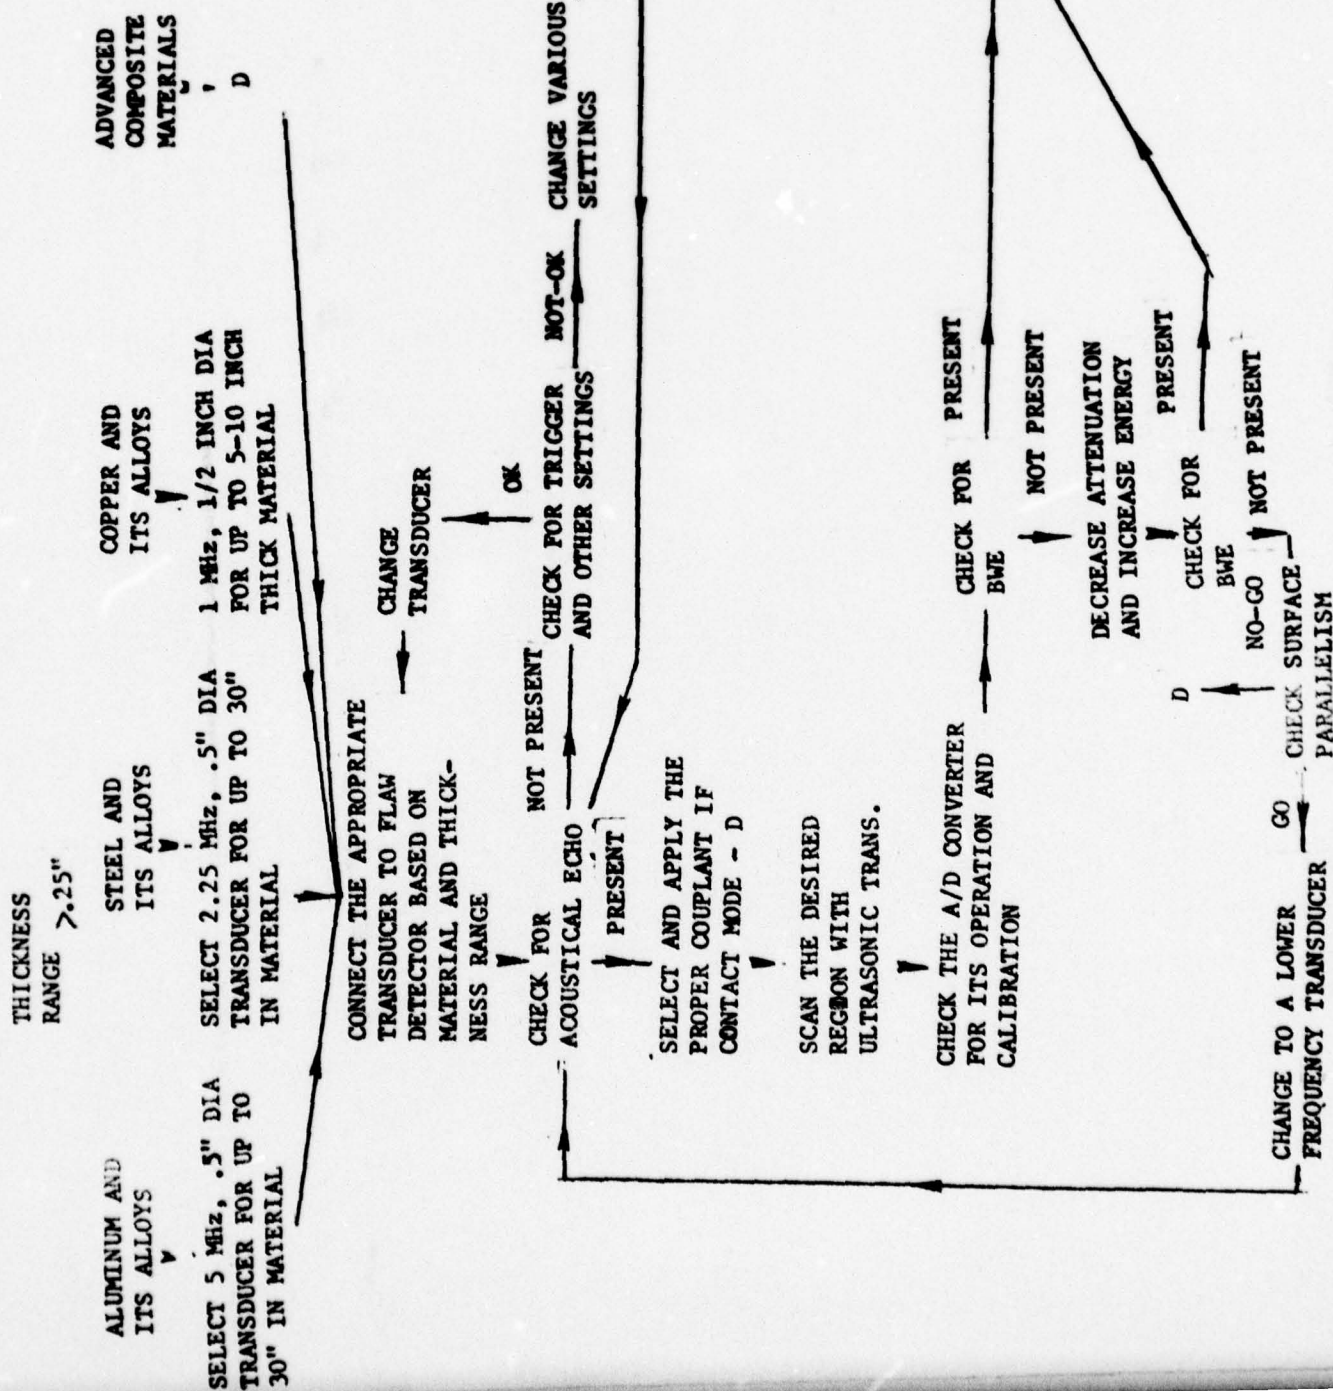 THICKNESS
RANGE >.25"
ALUMINUM AND
ITS ALLOYS
STEEL AND
ITS ALLOYS
COPPER AND
ITS ALLOYS
ADVANCED
COMPOSITE
MATERIALS
SELECT 5 MHz, .5" DIA
TRANSDUCER FOR UP TO
30" IN MATERIAL
SELECT 2.25 MHz, .5" DIA
TRANSDUCER FOR UP TO 30"
IN MATERIAL
1 MHz, 1/2 INCH DIA
FOR UP TO 5-10 INCH
THICK MATERIAL
D
CONNECT THE APPROPRIATE
TRANSDUCER TO FLAW
DETECTOR BASED ON
MATERIAL AND THICK-
NESS RANGE
CHANGE
TRANSDUCER
OK
CHECK FOR
ACOUSTICAL ECHO
NOT PRESENT
CHECK FOR TRIGGER
AND OTHER SETTINGS
NOT-OK
CHANGE VARIOUS
SETTINGS
PRESENT
SELECT AND APPLY THE
PROPER COUPLANT IF
CONTACT MODE - D
SCAN THE DESIRED
REGION WITH
ULTRASONIC TRANS.
CHECK THE A/D CONVERTER
FOR ITS OPERATION AND
CALIBRATION
CHECK FOR
BWE
PRESENT
NOT PRESENT
DECREASE ATTENUATION
AND INCREASE ENERGY
CHECK FOR
BWE
PRESENT
NOT PRESENT
D
NO-GO
CHECK SURFACE
PARALLELISM
GO
CHANGE TO A LOWER
FREQUENCY TRANSDUCER